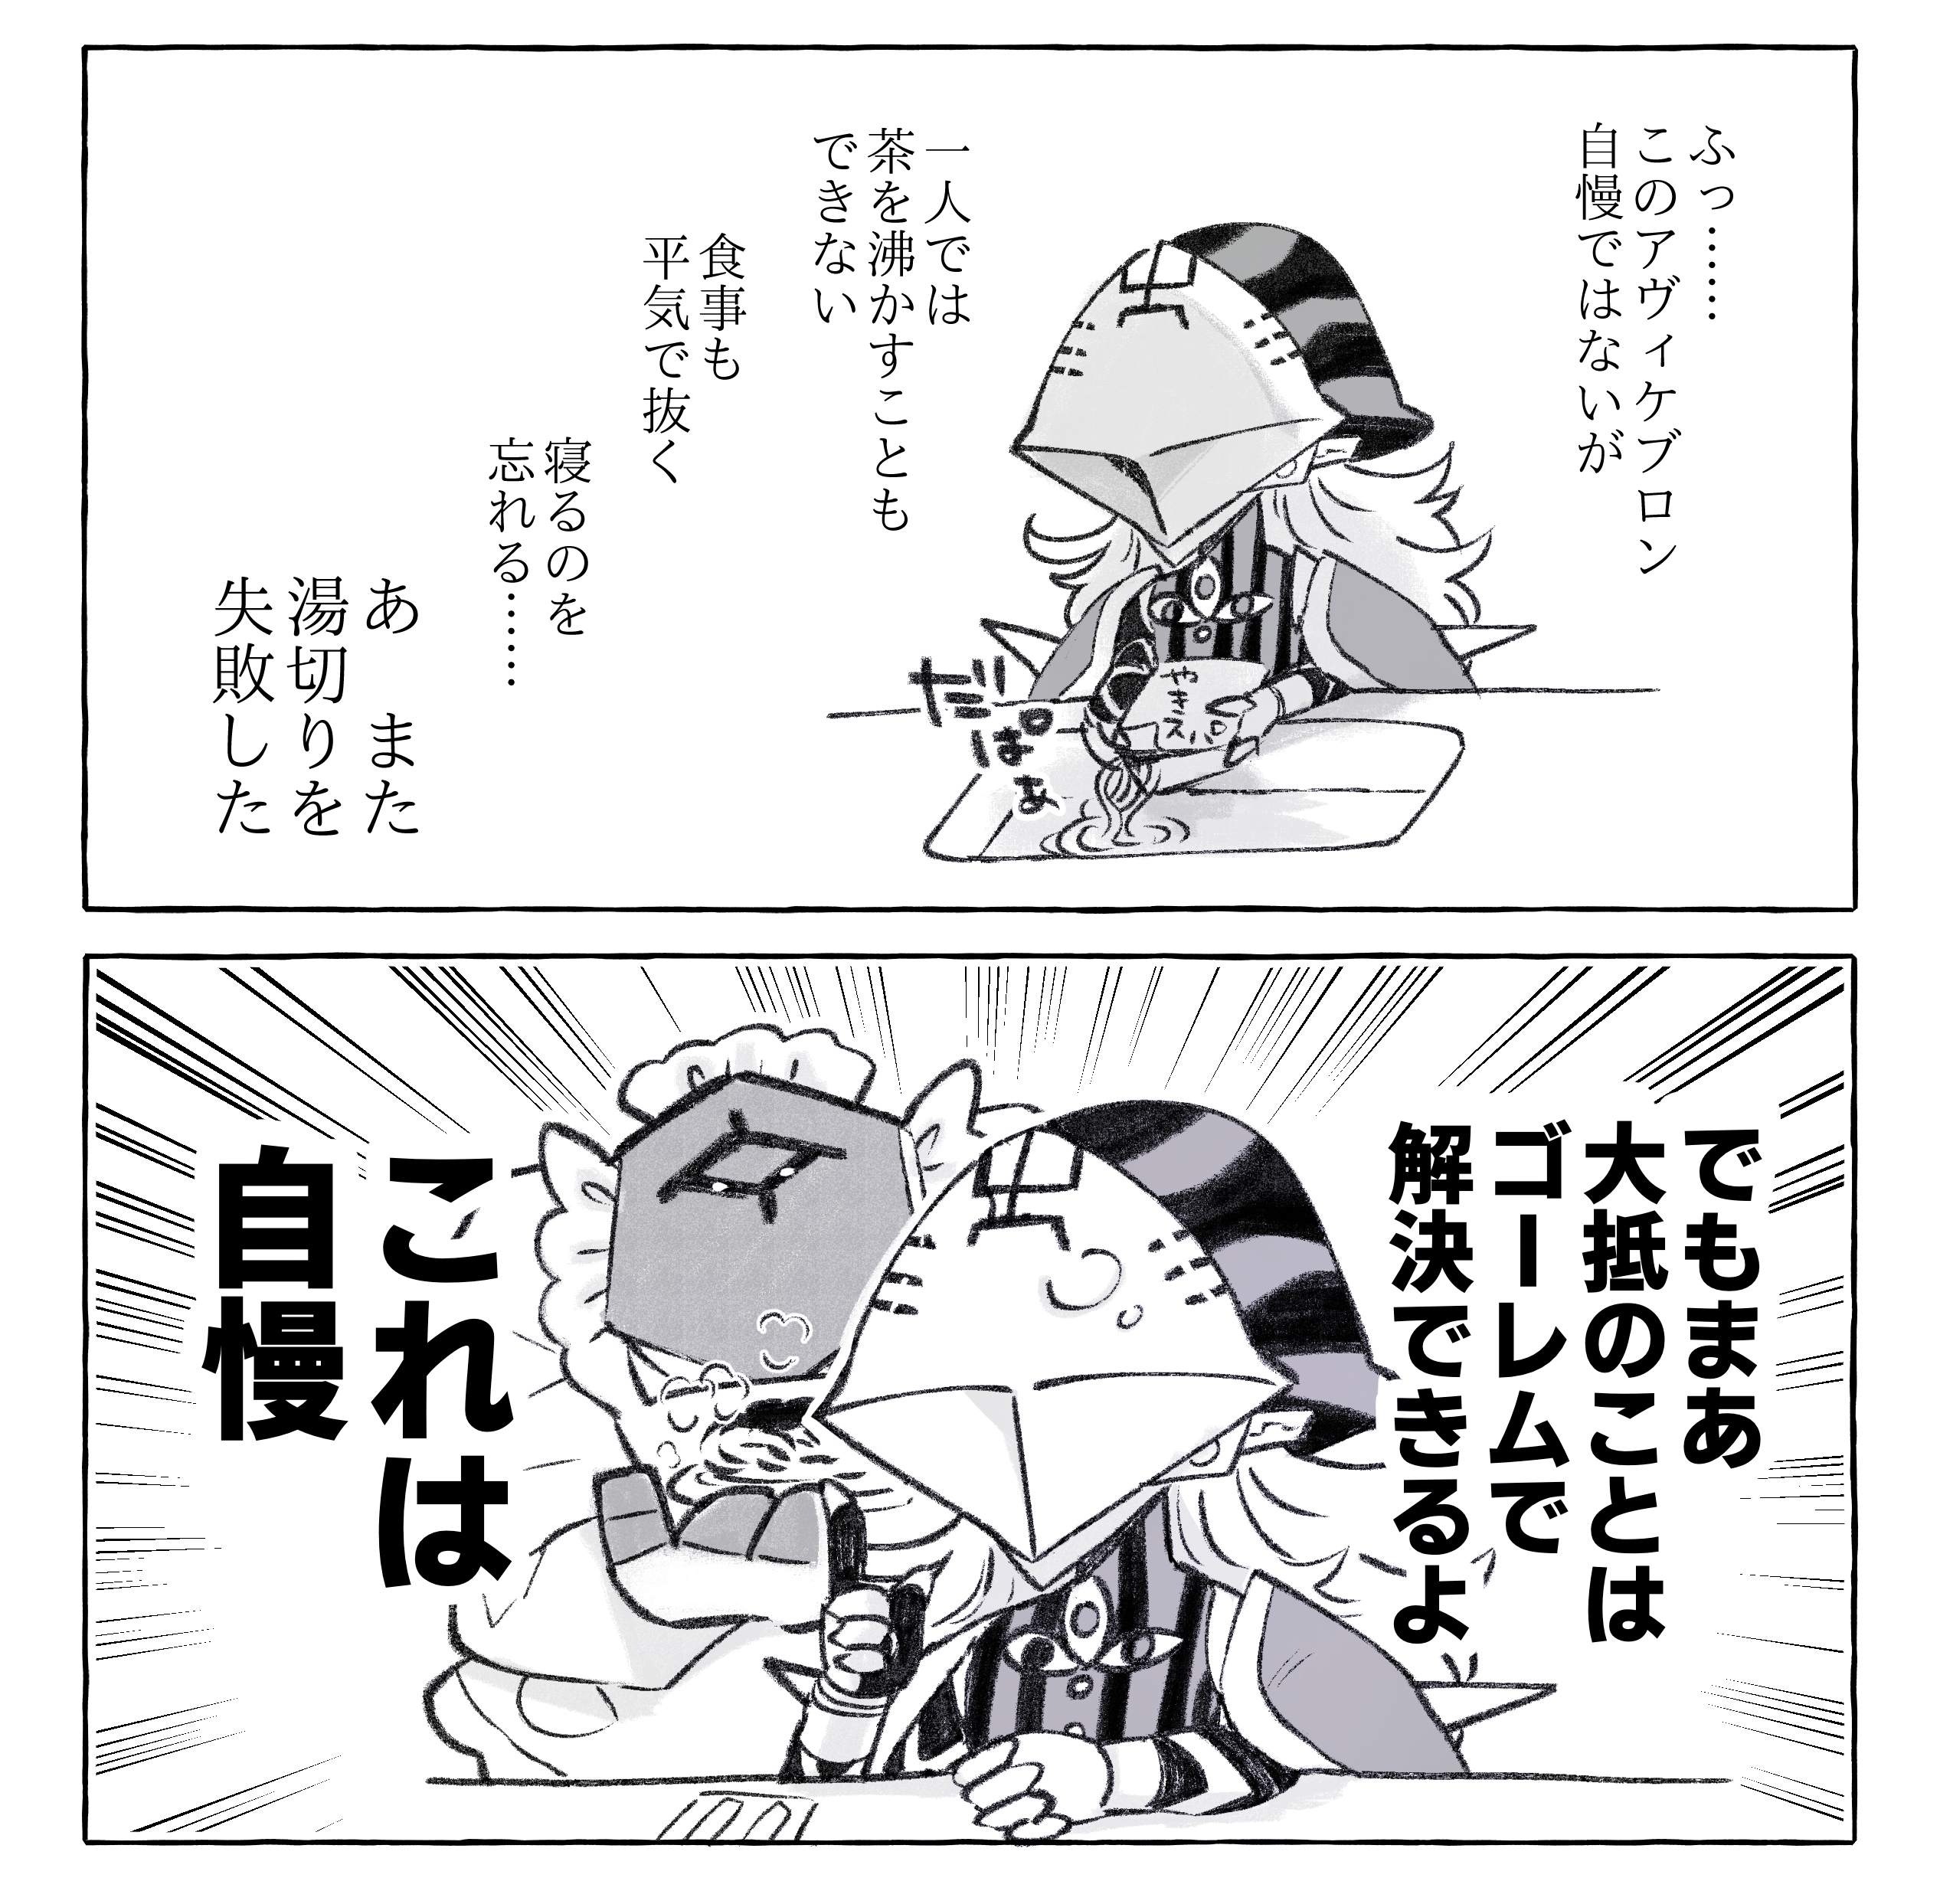 ふっ……
このアヴィケブロン
自慢ではないが
一人では
茶を沸かすことも
できない
食事も
平気で抜く
寝るのを
忘れる……
やき
スパ
だぱぁ
あ　また
湯切りを
失敗した
でもまあ
大抵のことは
ゴーレムで
解決できるよ
これは
自慢